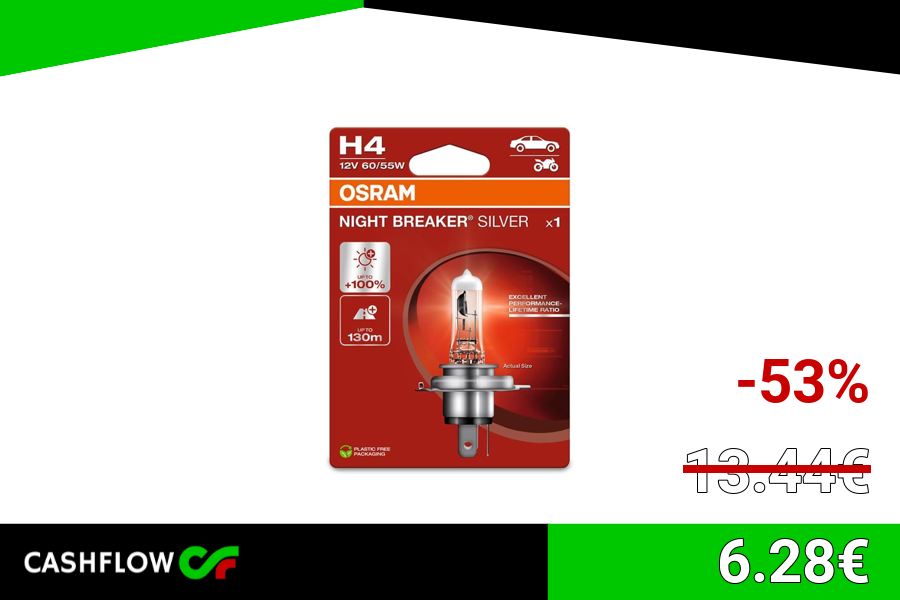 H4
12V 60/55W
OSRAM
NIGHT BREAKER® SILVER x1
UP TO
+100%
EXCELLENT
PERFORMANCE-
LIFETIME RATIO
UP TO
130m
Actual Size
PLASTIC FREE
PACKAGING
-53%
13.44€
CASHFLOW
6.28€